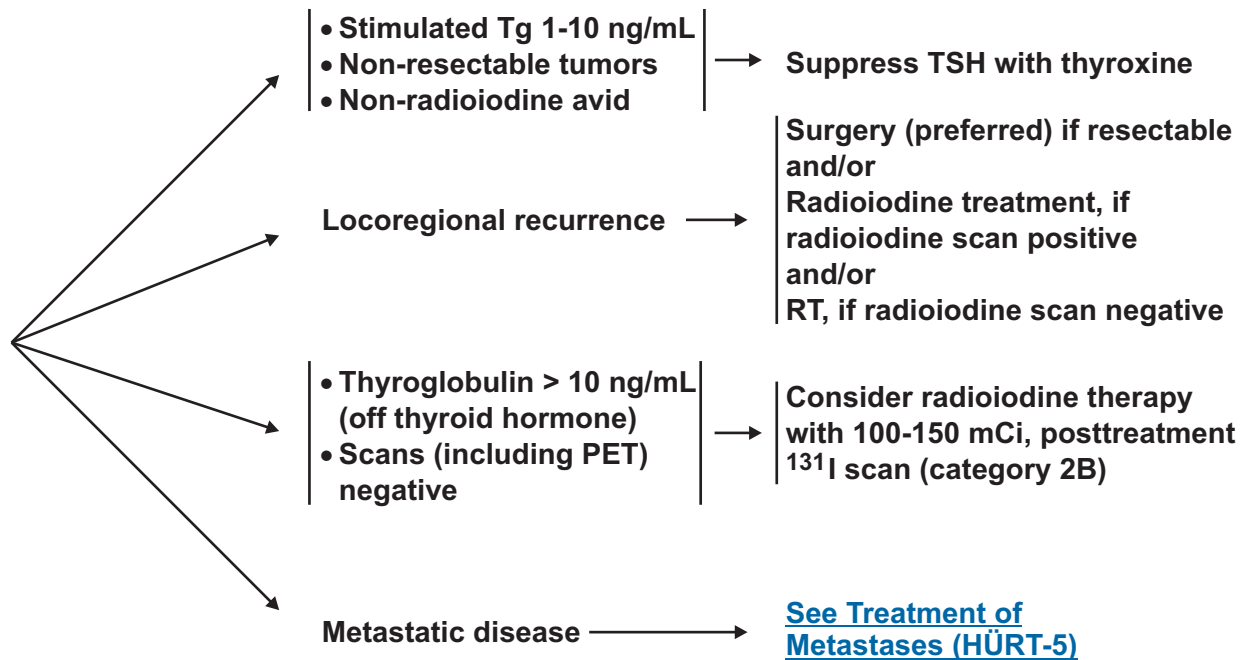 • Stimulated Tg 1-10 ng/mL
• Non-resectable tumors
• Non-radioiodine avid
Suppress TSH with thyroxine
Locoregional recurrence
Surgery (preferred) if resectable
and/or
Radioiodine treatment, if
radioiodine scan positive
and/or
RT, if radioiodine scan negative
• Thyroglobulin > 10 ng/mL
(off thyroid hormone)
• Scans (including PET)
negative
Consider radioiodine therapy
with 100-150 mCi, posttreatment
¹³¹I scan (category 2B)
Metastatic disease
See Treatment of
Metastases (HÜRT-5)